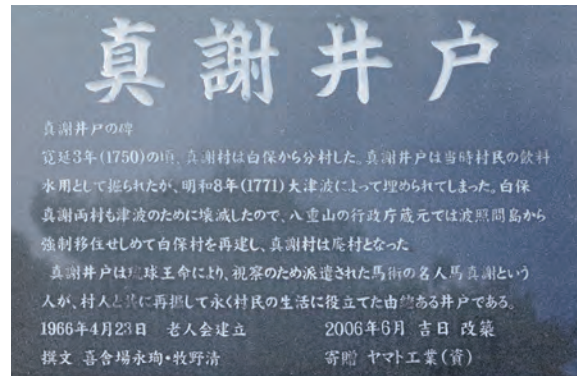 真謝井戸
真謝井戸の碑
寛延3年(1750)の頃、真謝村は白保から分村した。真謝井戸は当時村民の飲料
水用として掘られたが、明和8年(1771)大津波によって埋められてしまった。白保
真謝両村も津波のために壊滅したので、八重山の行政庁蔵元では波照間島から
強制移住せしめて白保村を再建し、真謝村は廃村となった
真謝井戸は琉球王命により、視察のため派遣された馬術の名人馬真謝という
人が、村人と共に再掘して永く村民の生活に役立てた由緒ある井戸である。
1966年4月23日 老人会建立 2006年6月 吉日 改築
撰文 喜舎場永珣・牧野清 寄贈 ヤマト工業(資)